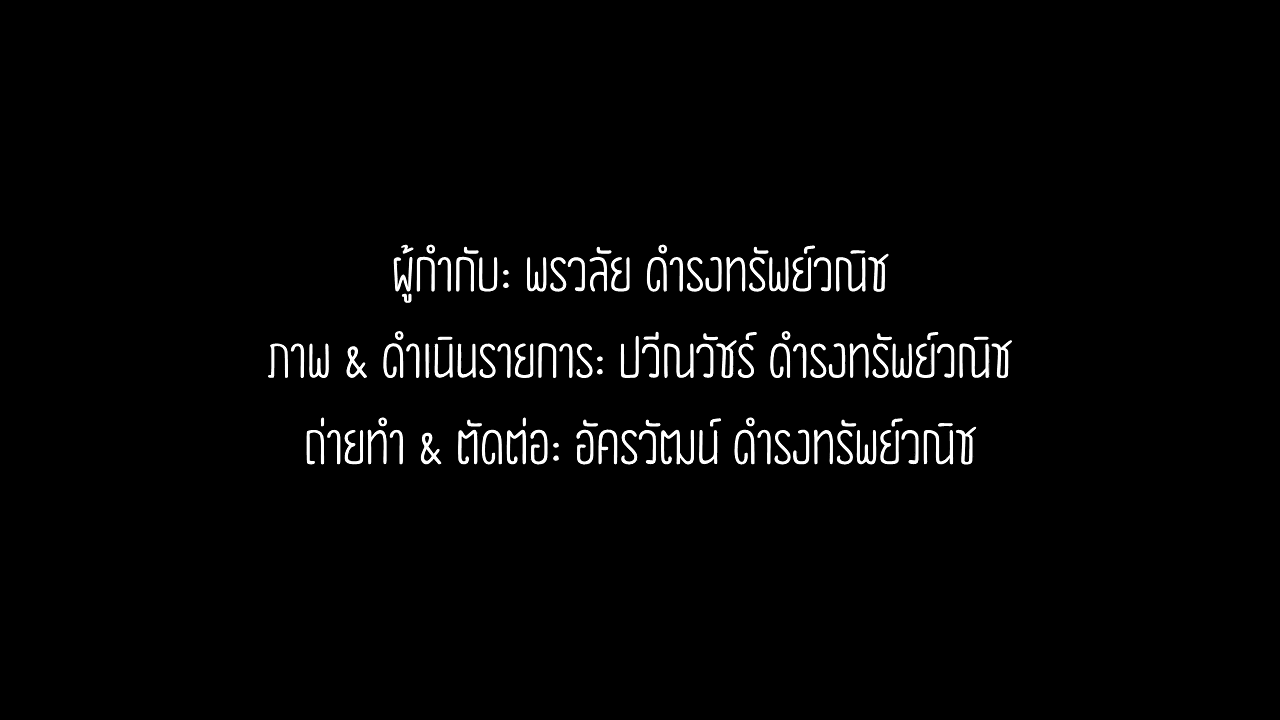 ผู้กำกับ: พรวลัย ดำรงทรัพย์วณิช
ภาพ & ดำเนินรายการ: ปวีณวัชร์ ดำรงทรัพย์วณิช
ถ่ายทำ & ตัดต่อ: อัครวัฒน์ ดำรงทรัพย์วณิช